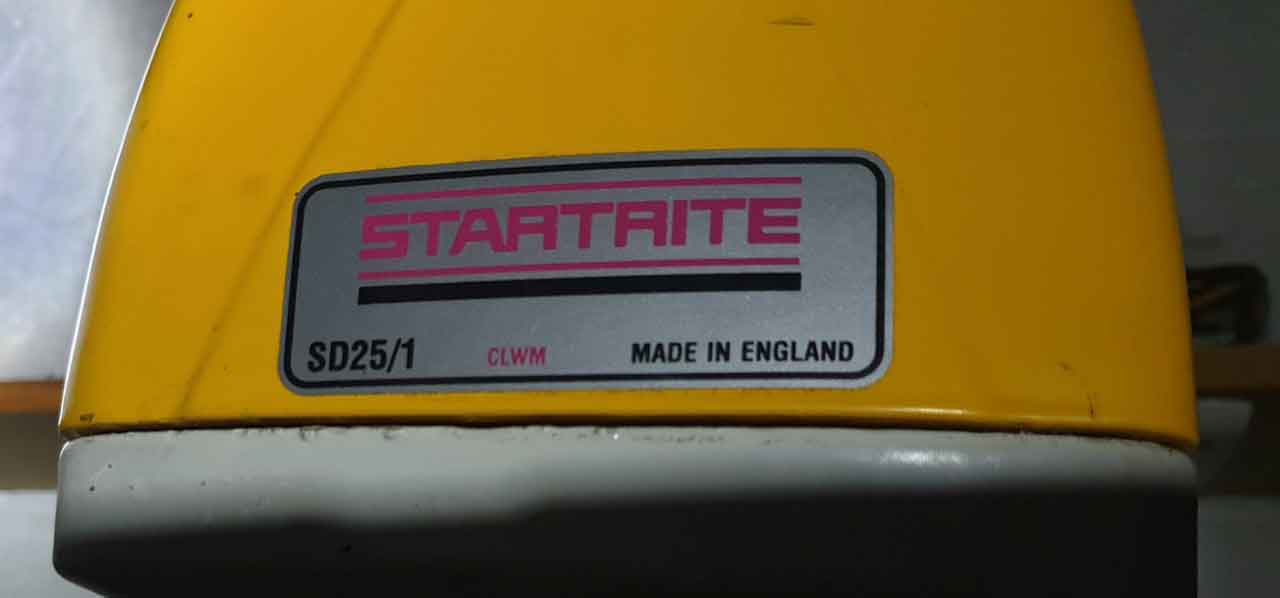 STARTRITE
SD25/1 CLWM MADE IN ENGLAND